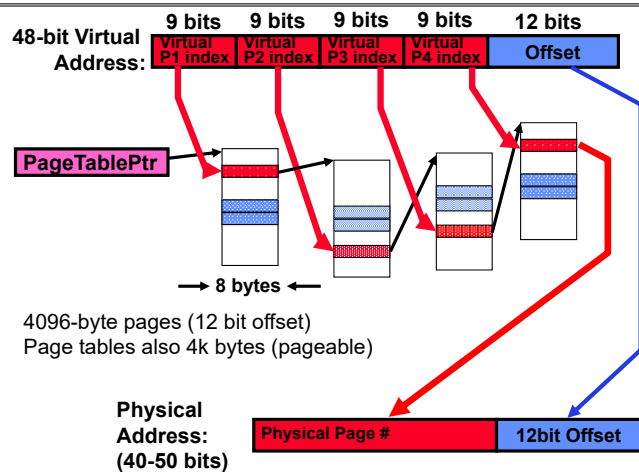 9 bits 9 bits 9 bits 9 bits 12 bits
48-bit Virtual
Address:
Virtual
P1 index
Virtual
P2 index
Virtual
P3 index
Virtual
P4 index
Offset
PageTablePtr
8 bytes
4096-byte pages (12 bit offset)
Page tables also 4k bytes (pageable)
Physical
Address:
(40-50 bits)
Physical Page #
12bit Offset